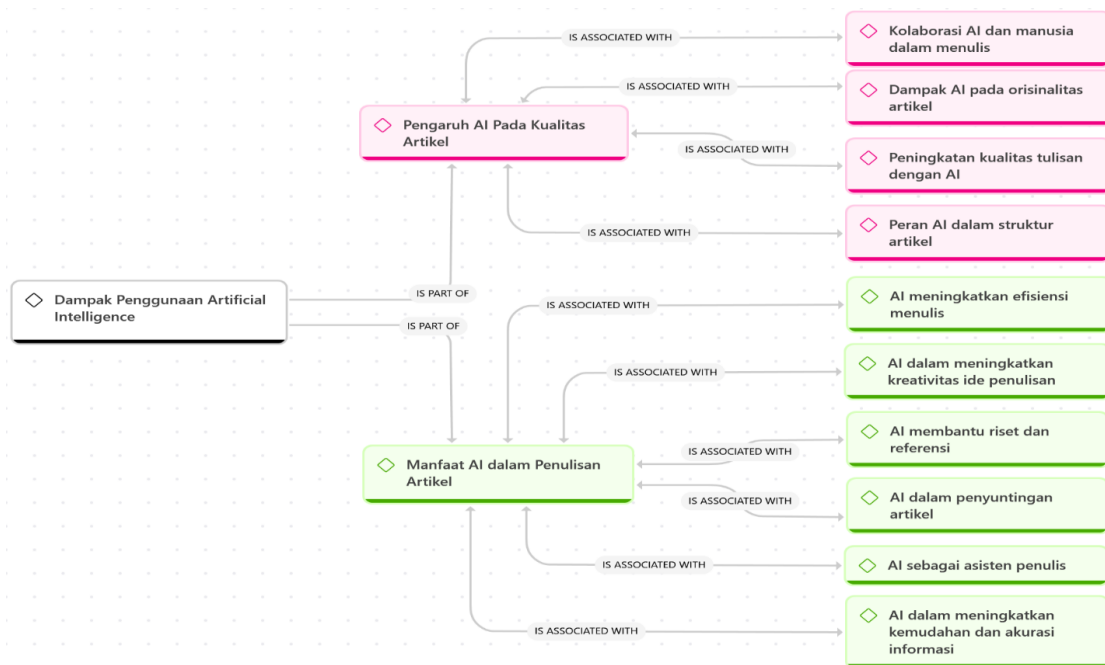 IS ASSOCIATED WITH
Kolaborasi AI dan manusia
dalam menulis
IS ASSOCIATED WITH
Dampak AI pada orisinalitas
artikel
Pengaruh AI Pada Kualitas
Artikel
IS ASSOCIATED WITH
Peningkatan kualitas tulisan
dengan AI
IS ASSOCIATED WITH
Peran AI dalam struktur
artikel
Dampak Penggunaan Artificial
Intelligence
IS PART OF
IS PART OF
IS ASSOCIATED WITH
AI meningkatkan efisiensi
menulis
IS ASSOCIATED WITH
AI dalam meningkatkan
kreativitas ide penulisan
Manfaat AI dalam Penulisan
Artikel
IS ASSOCIATED WITH
AI membantu riset dan
referensi
IS ASSOCIATED WITH
AI dalam penyuntingan
artikel
IS ASSOCIATED WITH
AI sebagai asisten penulis
IS ASSOCIATED WITH
AI dalam meningkatkan
kemudahan dan akurasi
informasi